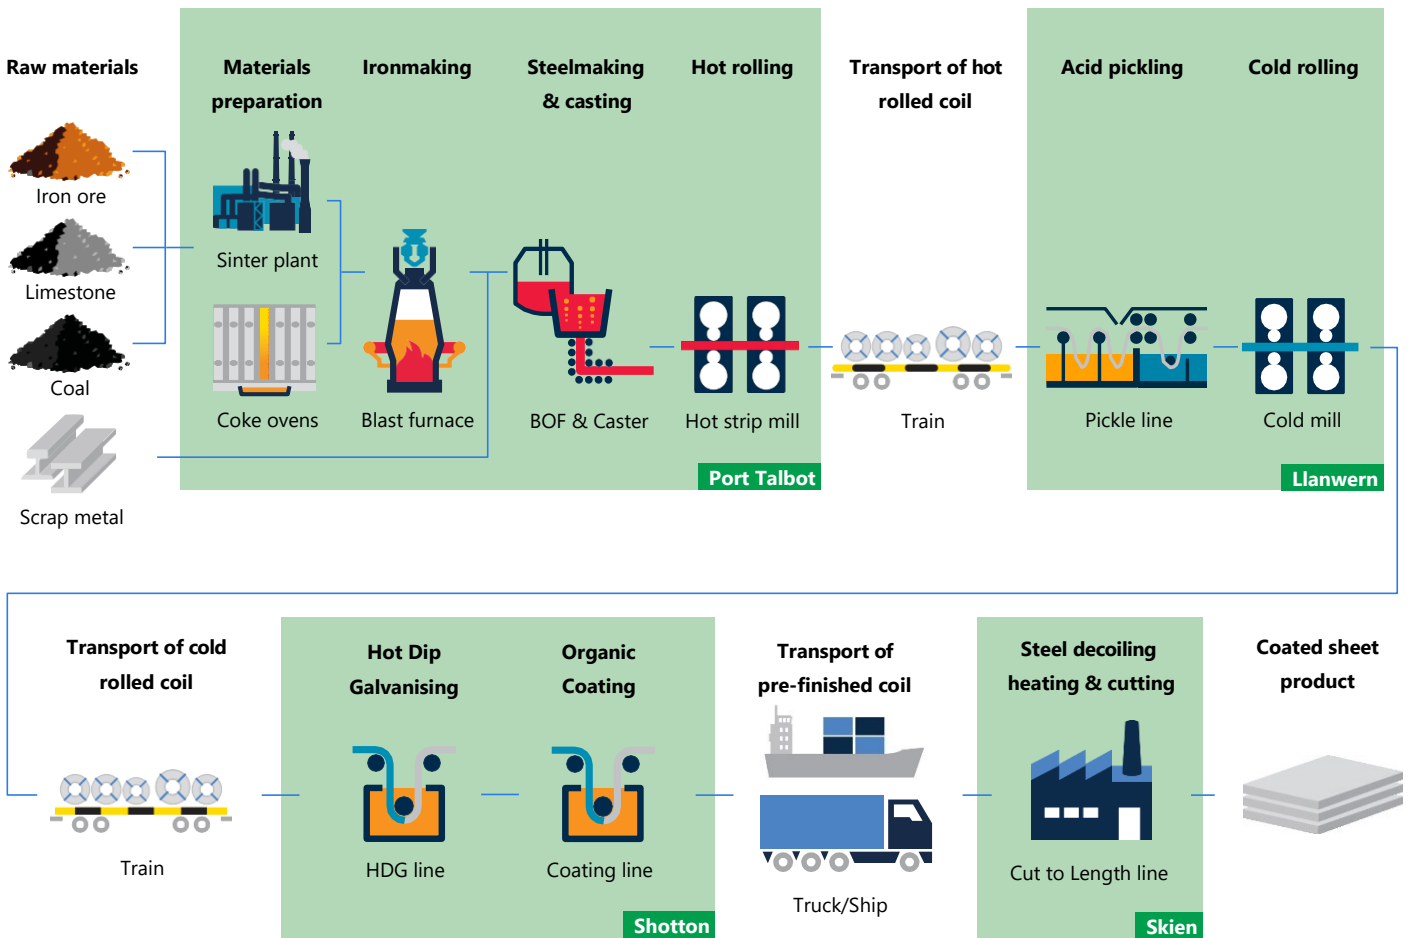 Raw materials
Materials
preparation
Ironmaking
Steelmaking
& casting
Hot rolling
Transport of hot
rolled coil
Acid pickling
Cold rolling
Iron ore
Limestone
Coal
Scrap metal
Sinter plant
Coke ovens
Blast furnace
BOF & Caster
Hot strip mill
Train
Pickle line
Cold mill
Port Talbot
Llanwern
Transport of cold
rolled coil
Hot Dip
Galvanising
Organic
Coating
Transport of
pre-finished coil
Steel decoiling
heating & cutting
Coated sheet
product
Train
HDG line
Coating line
Truck/Ship
Cut to Length line
Shotton
Skien